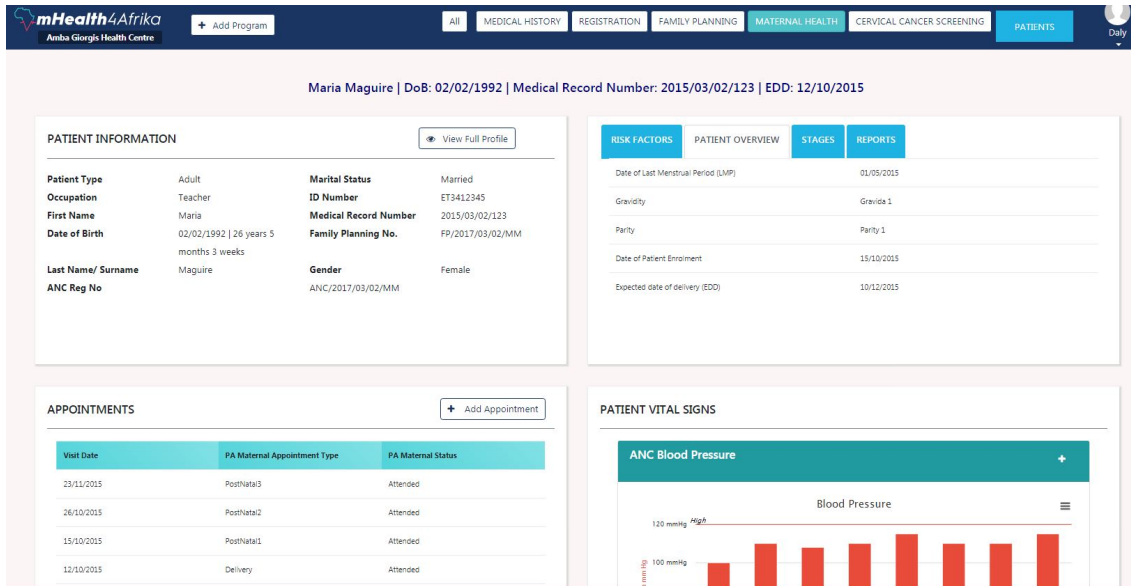 mHealth4Afrika
Amba Giorgis Health Centre
+ Add Program
All MEDICAL HISTORY REGISTRATION FAMILY PLANNING MATERNAL HEALTH CERVICAL CANCER SCREENING PATIENTS
Daly
Maria Maguire | DoB: 02/02/1992 | Medical Record Number: 2015/03/02/123 | EDD: 12/10/2015
PATIENT INFORMATION
View Full Profile
Patient Type Adult Marital Status Married
Occupation Teacher ID Number ET3412345
First Name Maria Medical Record Number 2015/03/02/123
Date of Birth 02/02/1992 | 26 years 5 Family Planning No. FP/2017/03/02/MM
months 3 weeks
Last Name/ Surname Maguire Gender Female
ANC Reg No ANC/2017/03/02/MM
RISK FACTORS PATIENT OVERVIEW STAGES REPORTS
Date of Last Menstrual Period (LMP) 01/05/2015
Gravidity Gravida 1
Parity Parity 1
Date of Patient Enrolment 15/10/2015
Expected date of delivery (EDD) 10/12/2015
APPOINTMENTS
+ Add Appointment
Visit Date PA Maternal Appointment Type PA Maternal Status
23/11/2015 PostNatal3 Attended
26/10/2015 PostNatal2 Attended
15/10/2015 PostNatal1 Attended
12/10/2015 Delivery Attended
PATIENT VITAL SIGNS
ANC Blood Pressure +
Blood Pressure
120 mmHg High
100 mmHg
mm Hg